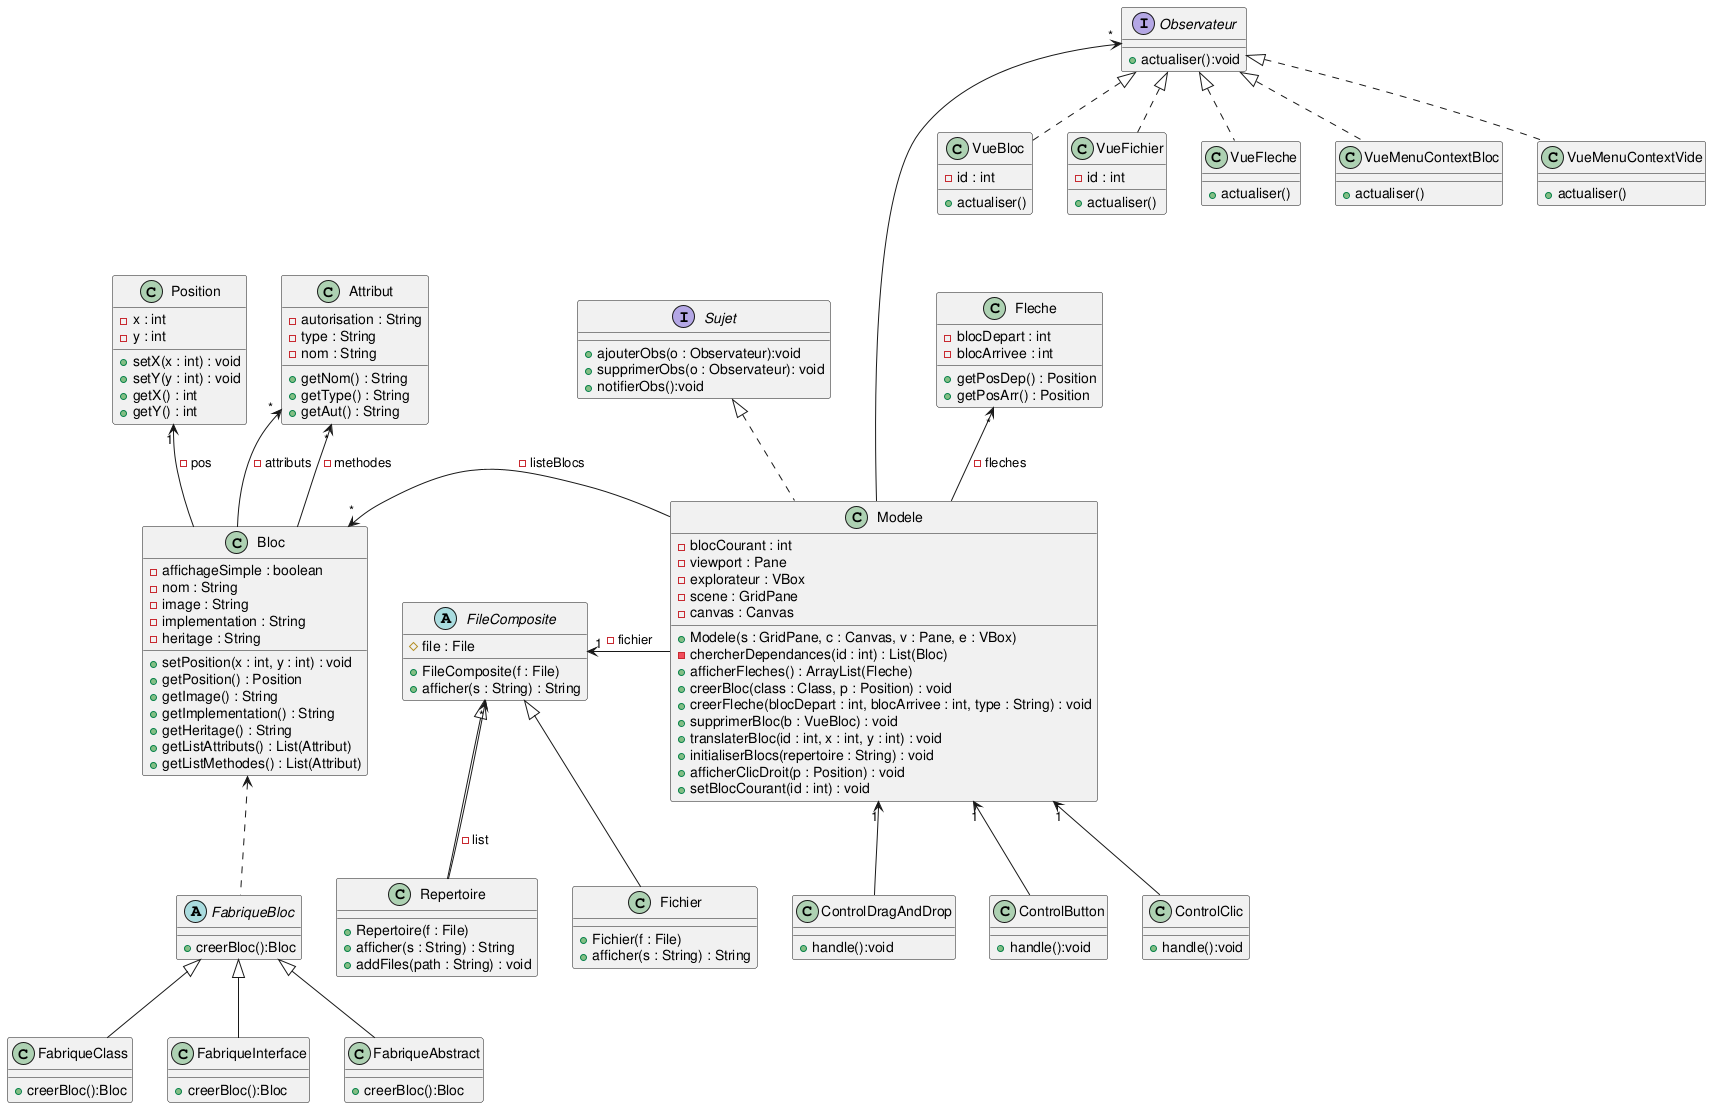 I Observateur
actualiser():void
*
C VueBloc
id : int
actualiser()
C VueFichier
id : int
actualiser()
C VueFleche
actualiser()
C VueMenuContextBloc
actualiser()
C VueMenuContextVide
actualiser()
C Position
x : int
y : int
setX(x : int) : void
setY(y : int) : void
getX() : int
getY() : int
C Attribut
autorisation : String
type : String
nom : String
getNom() : String
getType() : String
getAut() : String
I Sujet
ajouterObs(o : Observateur):void
supprimerObs(o : Observateur): void
notifierObs():void
C Fleche
blocDepart : int
blocArrivee : int
getPosDep() : Position
getPosArr() : Position
1
pos
*
attributs
*
methodes
listeBlocs
*
*
fleches
C Bloc
affichageSimple : boolean
nom : String
image : String
implementation : String
heritage : String
setPosition(x : int, y : int) : void
getPosition() : Position
getImage() : String
getImplementation() : String
getHeritage() : String
getListAttributs() : List(Attribut)
getListMethodes() : List(Attribut)
A FileComposite
file : File
FileComposite(f : File)
afficher(s : String) : String
1
fichier
C Modele
blocCourant : int
viewport : Pane
explorateur : VBox
scene : GridPane
canvas : Canvas
Modele(s : GridPane, c : Canvas, v : Pane, e : VBox)
chercherDependances(id : int) : List(Bloc)
afficherFleches() : ArrayList(Fleche)
creerBloc(class : Class, p : Position) : void
creerFleche(blocDepart : int, blocArrivee : int, type : String) : void
supprimerBloc(b : VueBloc) : void
translaterBloc(id : int, x : int, y : int) : void
initialiserBlocs(repertoire : String) : void
afficherClicDroit(p : Position) : void
setBlocCourant(id : int) : void
*
list
1
1
1
A FabriqueBloc
creerBloc():Bloc
C Repertoire
Repertoire(f : File)
afficher(s : String) : String
addFiles(path : String) : void
C Fichier
Fichier(f : File)
afficher(s : String) : String
C ControlDragAndDrop
handle():void
C ControlButton
handle():void
C ControlClic
handle():void
C FabriqueClass
creerBloc():Bloc
C FabriqueInterface
creerBloc():Bloc
C FabriqueAbstract
creerBloc():Bloc